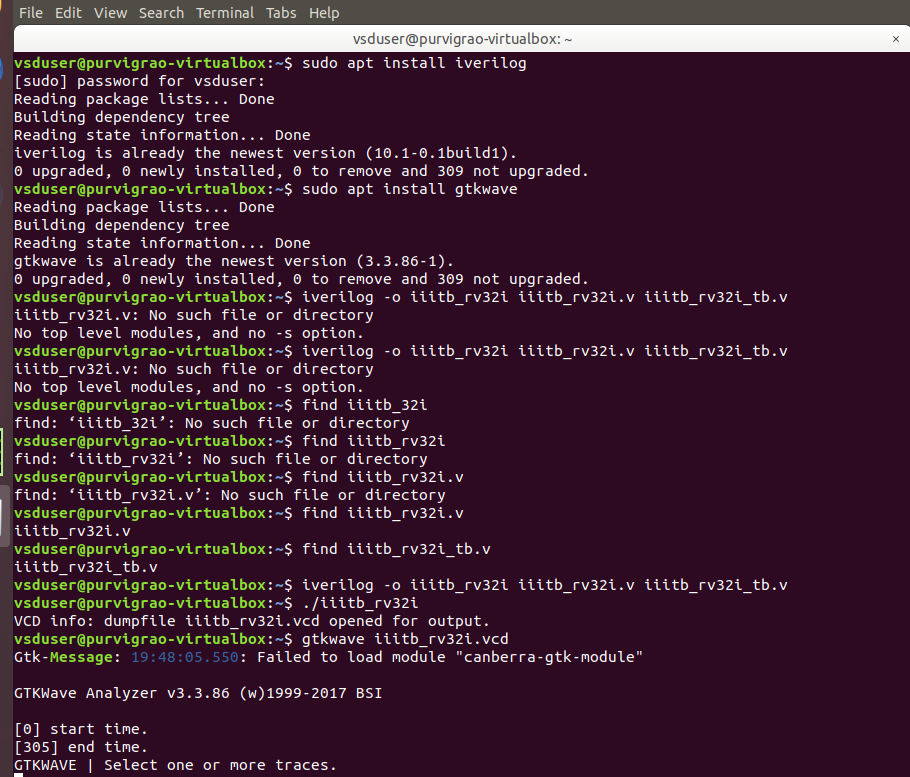 File Edit View Search Terminal Tabs Help
vsduser@purvigrao-virtualbox: ~ ×
vsduser@purvigrao-virtualbox:~$ sudo apt install iverilog
[sudo] password for vsduser:
Reading package lists... Done
Building dependency tree
Reading state information... Done
iverilog is already the newest version (10.1-0.1build1).
0 upgraded, 0 newly installed, 0 to remove and 309 not upgraded.
vsduser@purvigrao-virtualbox:~$ sudo apt install gtkwave
Reading package lists... Done
Building dependency tree
Reading state information... Done
gtkwave is already the newest version (3.3.86-1).
0 upgraded, 0 newly installed, 0 to remove and 309 not upgraded.
vsduser@purvigrao-virtualbox:~$ iverilog -o iiitb_rv32i iiitb_rv32i.v iiitb_rv32i_tb.v
iiitb_rv32i.v: No such file or directory
No top level modules, and no -s option.
vsduser@purvigrao-virtualbox:~$ iverilog -o iiitb_rv32i iiitb_rv32i.v iiitb_rv32i_tb.v
iiitb_rv32i.v: No such file or directory
No top level modules, and no -s option.
vsduser@purvigrao-virtualbox:~$ find iiitb_32i
find: ‘iiitb_32i’: No such file or directory
vsduser@purvigrao-virtualbox:~$ find iiitb_rv32i
find: ‘iiitb_rv32i’: No such file or directory
vsduser@purvigrao-virtualbox:~$ find iiitb_rv32i.v
find: ‘iiitb_rv32i.v’: No such file or directory
vsduser@purvigrao-virtualbox:~$ find iiitb_rv32i.v
iiitb_rv32i.v
vsduser@purvigrao-virtualbox:~$ find iiitb_rv32i_tb.v
iiitb_rv32i_tb.v
vsduser@purvigrao-virtualbox:~$ iverilog -o iiitb_rv32i iiitb_rv32i.v iiitb_rv32i_tb.v
vsduser@purvigrao-virtualbox:~$ ./iiitb_rv32i
VCD info: dumpfile iiitb_rv32i.vcd opened for output.
vsduser@purvigrao-virtualbox:~$ gtkwave iiitb_rv32i.vcd
Gtk-Message: 19:48:05.550: Failed to load module "canberra-gtk-module"
GTKWave Analyzer v3.3.86 (w)1999-2017 BSI
[0] start time.
[305] end time.
GTKWAVE | Select one or more traces.